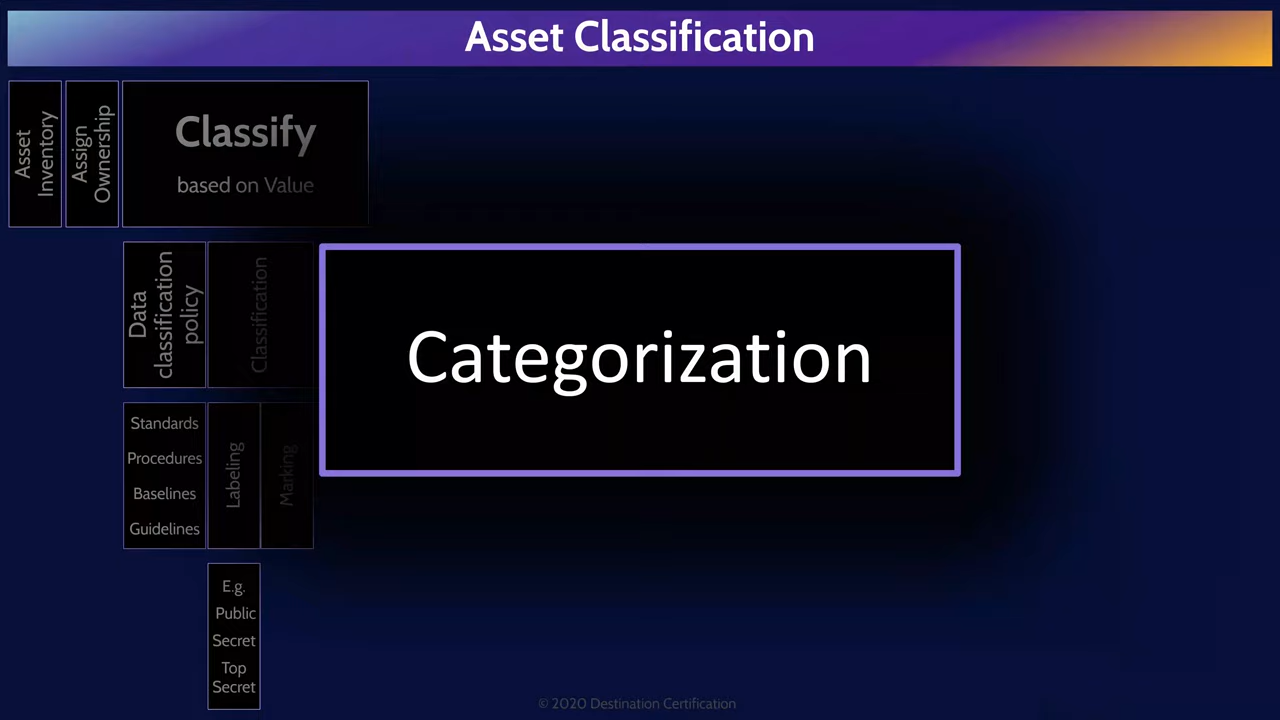 Asset Classification
Asset
Inventory
Assign
Ownership
Classify
based on Value
Data
classification
policy
Classification
Categorization
Standards
Procedures
Baselines
Guidelines
Labeling
Marking
E.g.
Public
Secret
Top
Secret
© 2020 Destination Certification